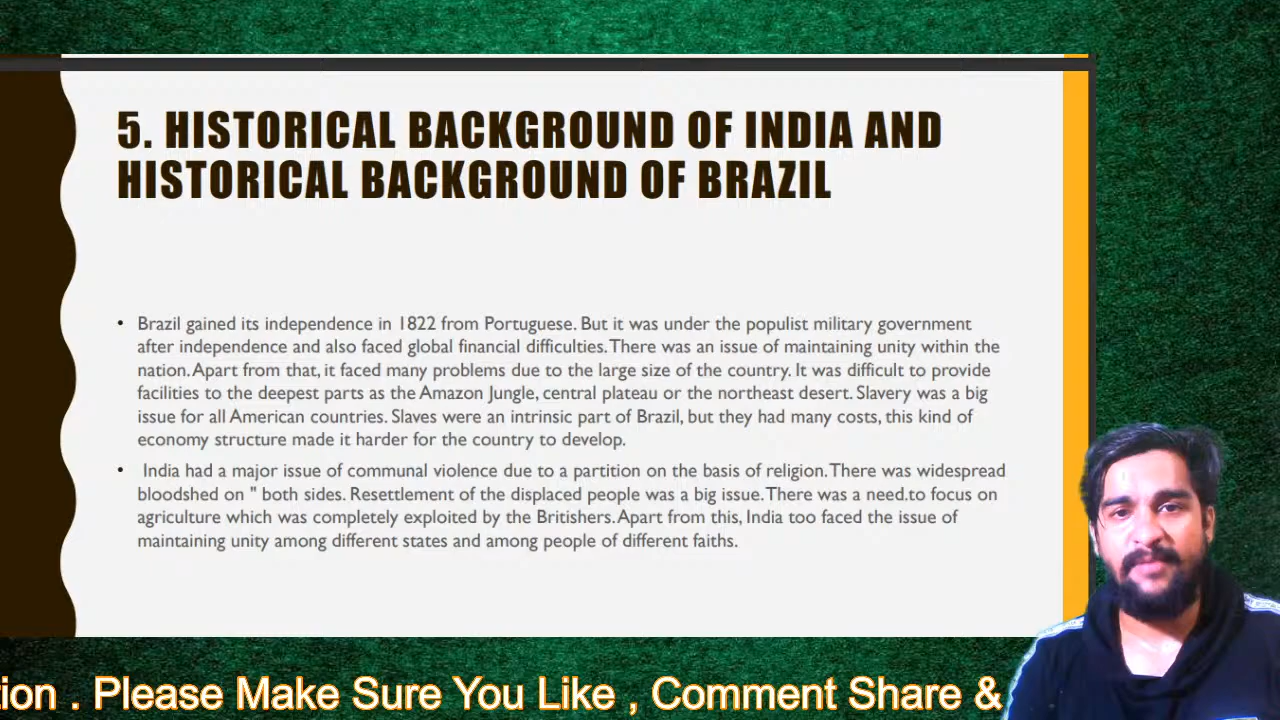 5. HISTORICAL BACKGROUND OF INDIA AND
HISTORICAL BACKGROUND OF BRAZIL
• Brazil gained its independence in 1822 from Portuguese. But it was under the populist military government
after independence and also faced global financial difficulties. There was an issue of maintaining unity within the
nation. Apart from that, it faced many problems due to the large size of the country. It was difficult to provide
facilities to the deepest parts as the Amazon Jungle, central plateau or the northeast desert. Slavery was a big
issue for all American countries. Slaves were an intrinsic part of Brazil, but they had many costs, this kind of
economy structure made it harder for the country to develop.
• India had a major issue of communal violence due to a partition on the basis of religion. There was widespread
bloodshed on " both sides. Resettlement of the displaced people was a big issue. There was a need.to focus on
agriculture which was completely exploited by the Britishers. Apart from this, India too faced the issue of
maintaining unity among different states and among people of different faiths.
tion . Please Make Sure You Like , Comment Share &